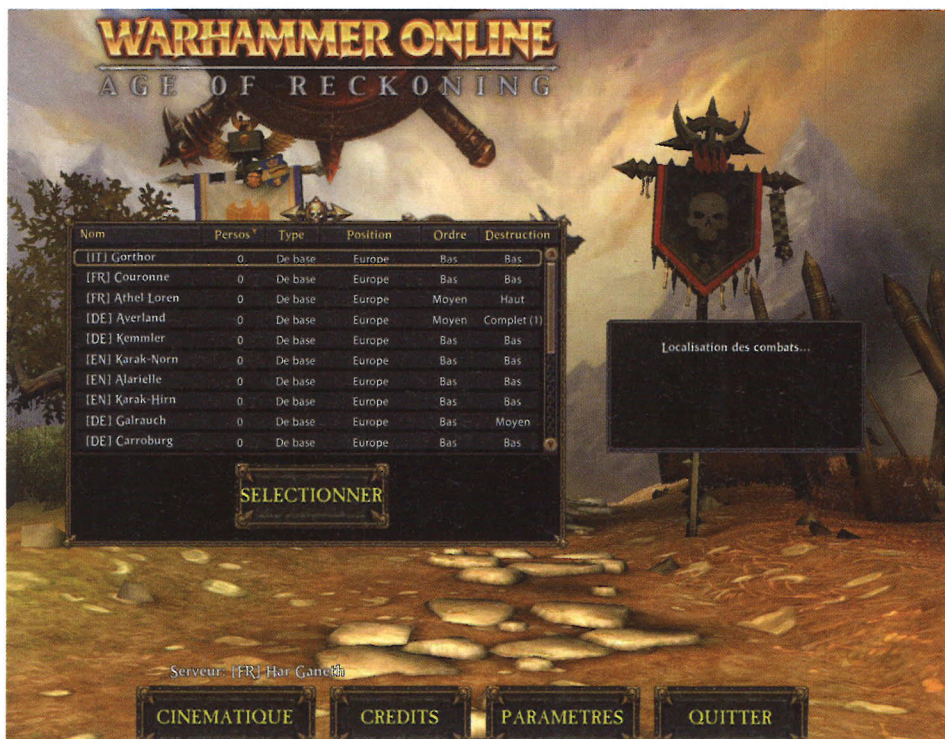 WARHAMMER ONLINE
AGE OF RECKONING
Nom Persos Type Position Ordre Destruction
[IT] Gorthor 0 De base Europe Bas Bas
[FR] Couronne 0 De base Europe Bas Bas
[FR] Athel Loren 0 De base Europe Moyen Haut
[DE] Averland 0 De base Europe Moyen Complet (1)
[DE] Kemmler 0 De base Europe Bas Bas
[EN] Karak-Norn 0 De base Europe Bas Bas
[EN] Alarielle 0 De base Europe Bas Bas
[EN] Karak-Hirn 0 De base Europe Bas Bas
[DE] Galrauch 0 De base Europe Bas Moyen
[DE] Carroburg 0 De base Europe Bas Bas
SELECTIONNER
Localisation des combats...
Serveur: [FR] Har Ganeth
CINEMATIQUE CREDITS PARAMETRES QUITTER